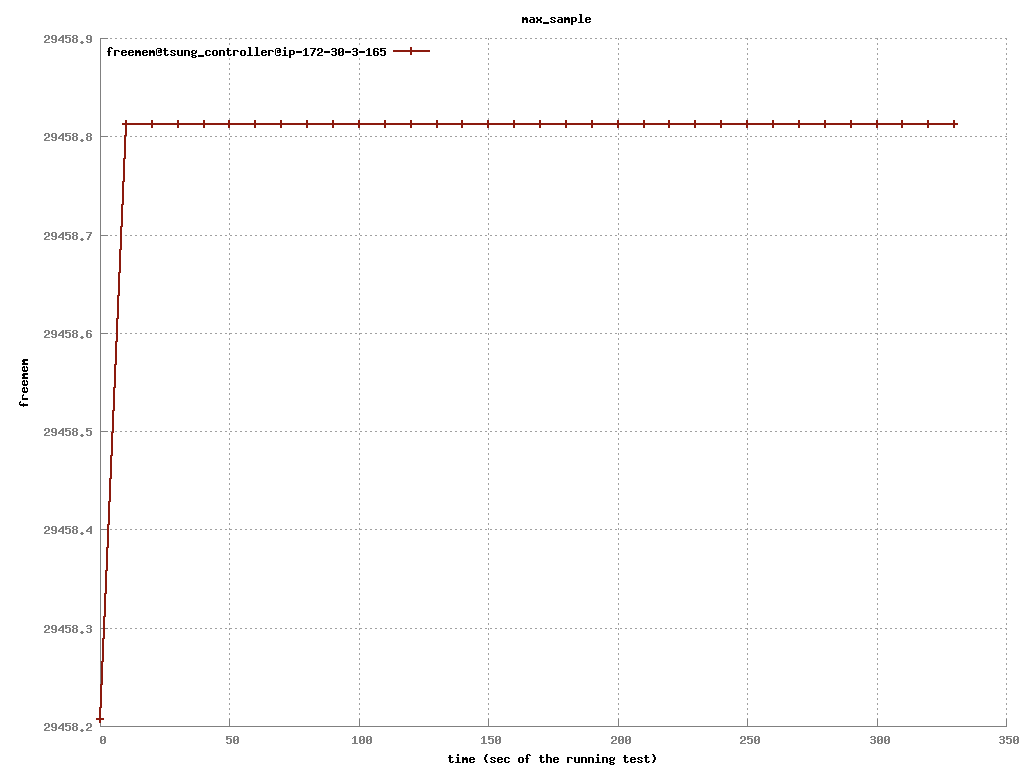 max_sample
freemem@tsung_controller@ip-172-30-3-165
29458.9
29458.8
29458.7
29458.6
29458.5
29458.4
29458.3
29458.2
freemem
0 50 100 150 200 250 300 350
time (sec of the running test)